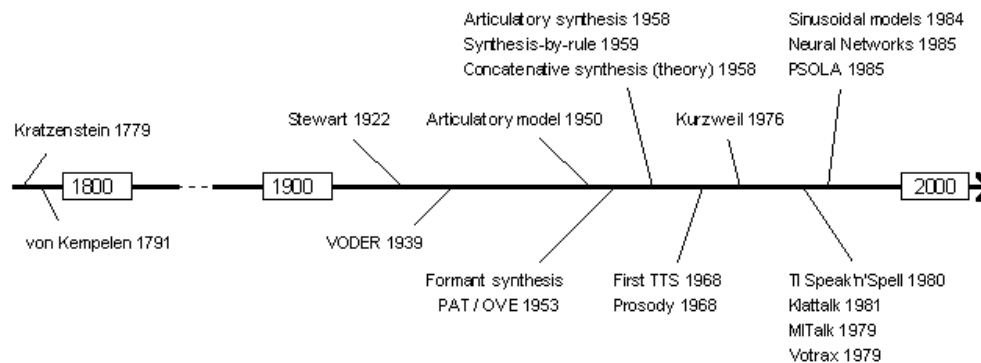 Articulatory synthesis 1958
Synthesis-by-rule 1959
Concatenative synthesis (theory) 1958
Sinusoidal models 1984
Neural Networks 1985
PSOLA 1985
Kratzenstein 1779
Stewart 1922
Articulatory model 1950
Kurzweil 1976
1800
1900
2000
von Kempelen 1791
VODER 1939
Formant synthesis
PAT / OVE 1953
First TTS 1968
Prosody 1968
TI Speak'n'Spell 1980
Klattalk 1981
MITalk 1979
Votrax 1979